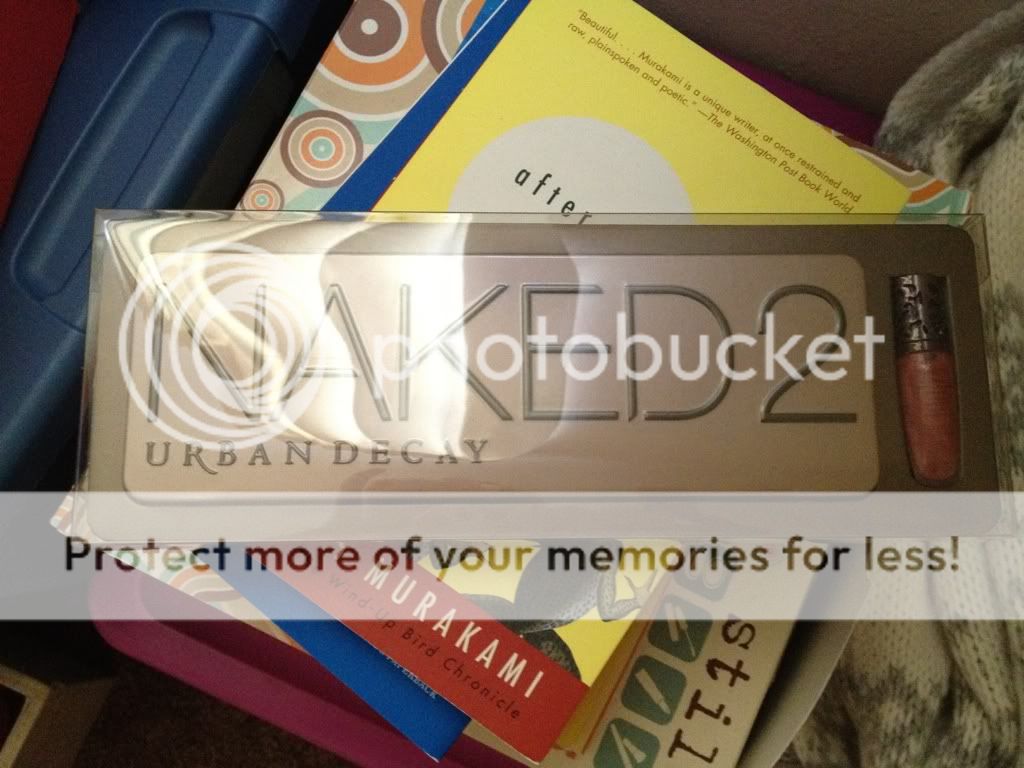 "Beautiful. . . . Murakami is a unique writer, at once restrained and
raw, plainspoken and poetic." —The Washington Post Book World
after
NAKED2
photobucket
URBAN DECAY
Protect more of your memories for less!
MURAKAMI
Wind-Up Bird Chronicle
stil